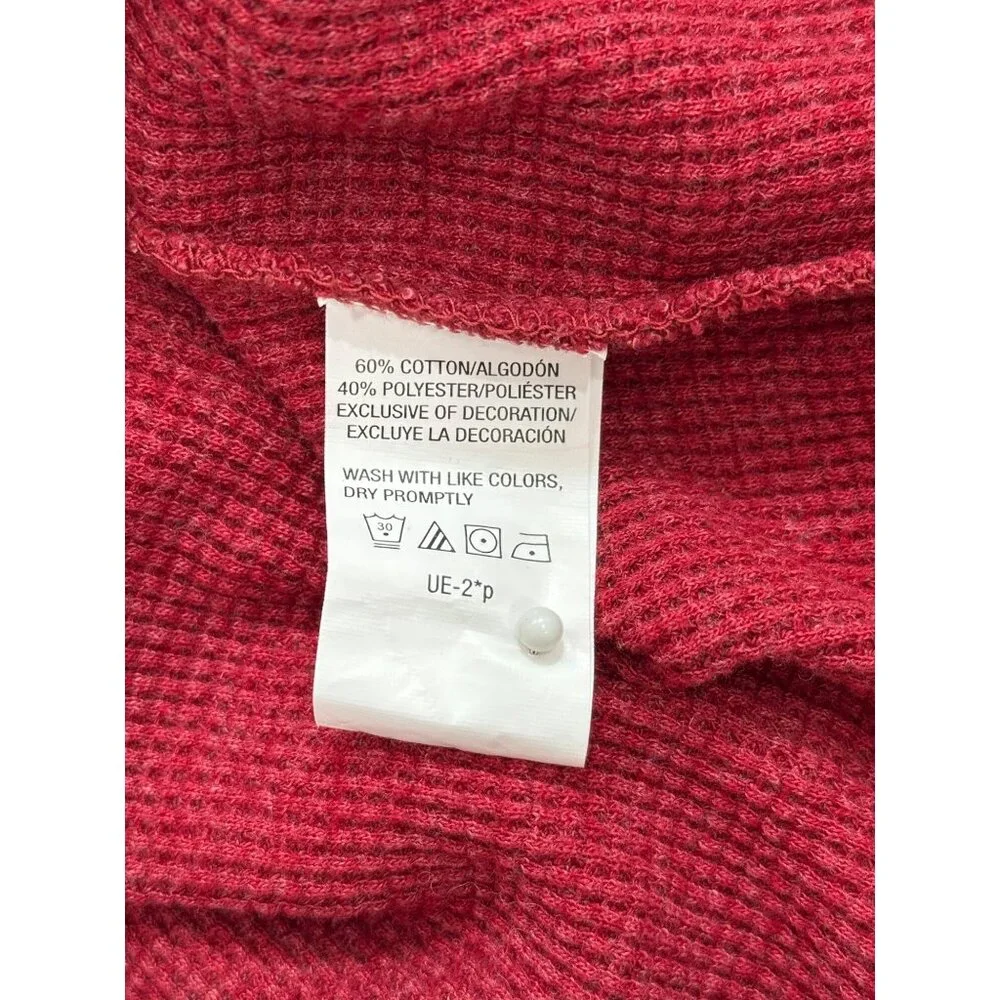 60% COTTON/ALGODÓN
40% POLYESTER/POLIÉSTER
EXCLUSIVE OF DECORATION/
EXCLUYE LA DECORACIÓN
WASH WITH LIKE COLORS,
DRY PROMPTLY
30
UE-2*p